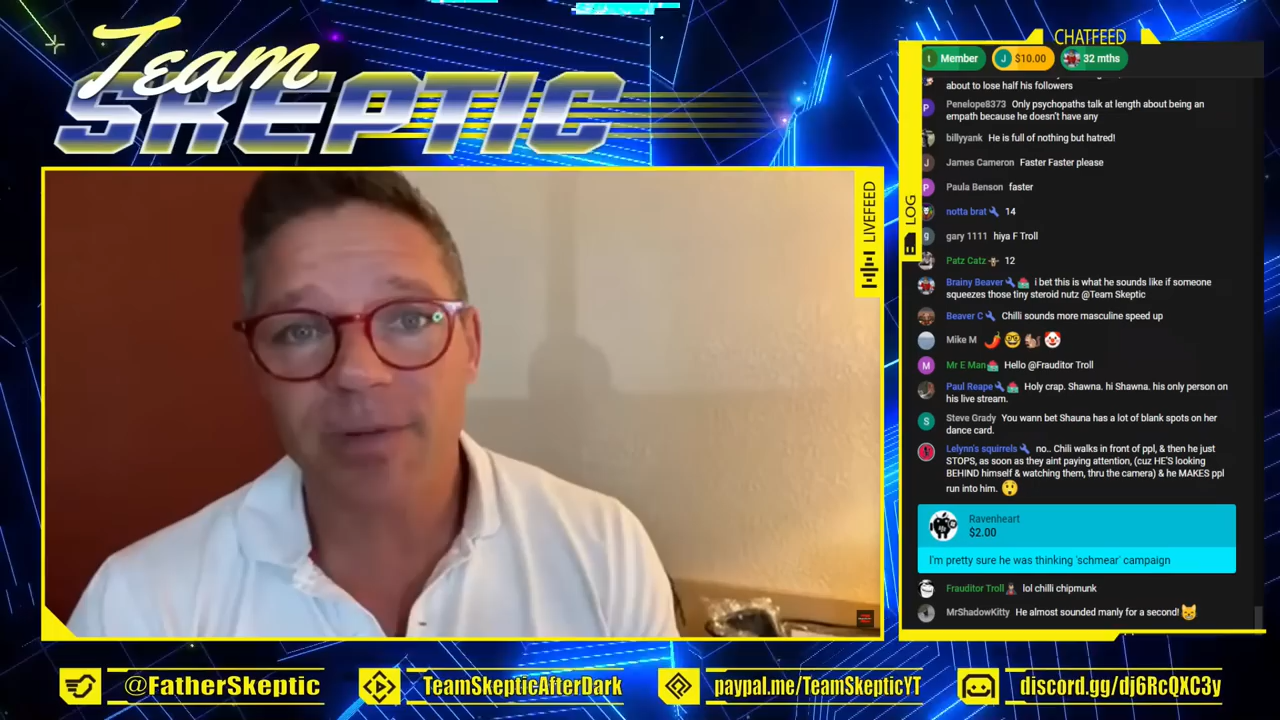 Team
SKEPTIC
CHATFEED
Member
$10.00
32 mths
LIVEFEED
LOG
about to lose half his followers
Penelope8373 Only psychopaths talk at length about being an
empath because he doesn't have any
billyyank He is full of nothing but hatred!
James Cameron Faster Faster please
Paula Benson faster
notta brat 14
gary 1111 hiya F Troll
Patz Catz 12
Brainy Beaver i bet this is what he sounds like if someone
squeezes those tiny steroid nutz @Team Skeptic
Beaver C Chilli sounds more masculine speed up
Mike M
Mr E Man Hello @Frauditor Troll
Paul Reape Holy crap. Shawna. hi Shawna. his only person on
his live stream.
Steve Grady You wann bet Shauna has a lot of blank spots on her
dance card.
Lelynn's squirrels no.. Chili walks in front of ppl, & then he just
STOPS, as soon as they aint paying attention, (cuz HE'S looking
BEHIND himself & watching them, thru the camera) & he MAKES ppl
run into him.
Ravenheart
$2.00
I'm pretty sure he was thinking 'schmear' campaign
Frauditor Troll lol chilli chipmunk
MrShadowKitty He almost sounded manly for a second!
@FatherSkeptic
TeamSkepticAfterDark
paypal.me/TeamSkepticYT
discord.gg/dj6RcQXC3y